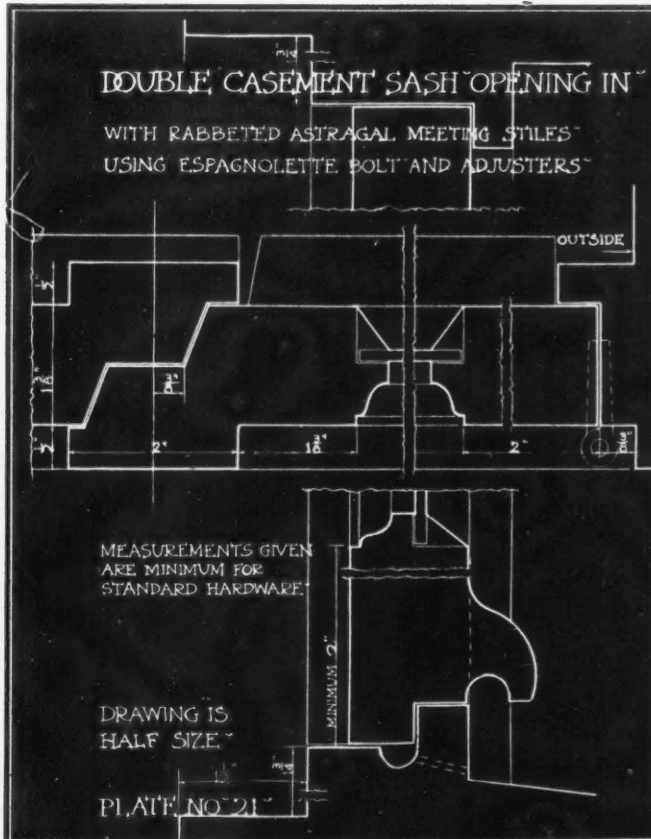 DOUBLE CASEMENT SASH OPENING IN
WITH RABBETED ASTRAGAL MEETING STILES
USING ESPAGNOLETTE BOLT AND ADJUSTERS
OUTSIDE
2"
2"
MEASUREMENTS GIVEN
ARE MINIMUM FOR
STANDARD HARDWARE
MINIMUM 2"
DRAWING IS
HALF SIZE
PLATE NO 21